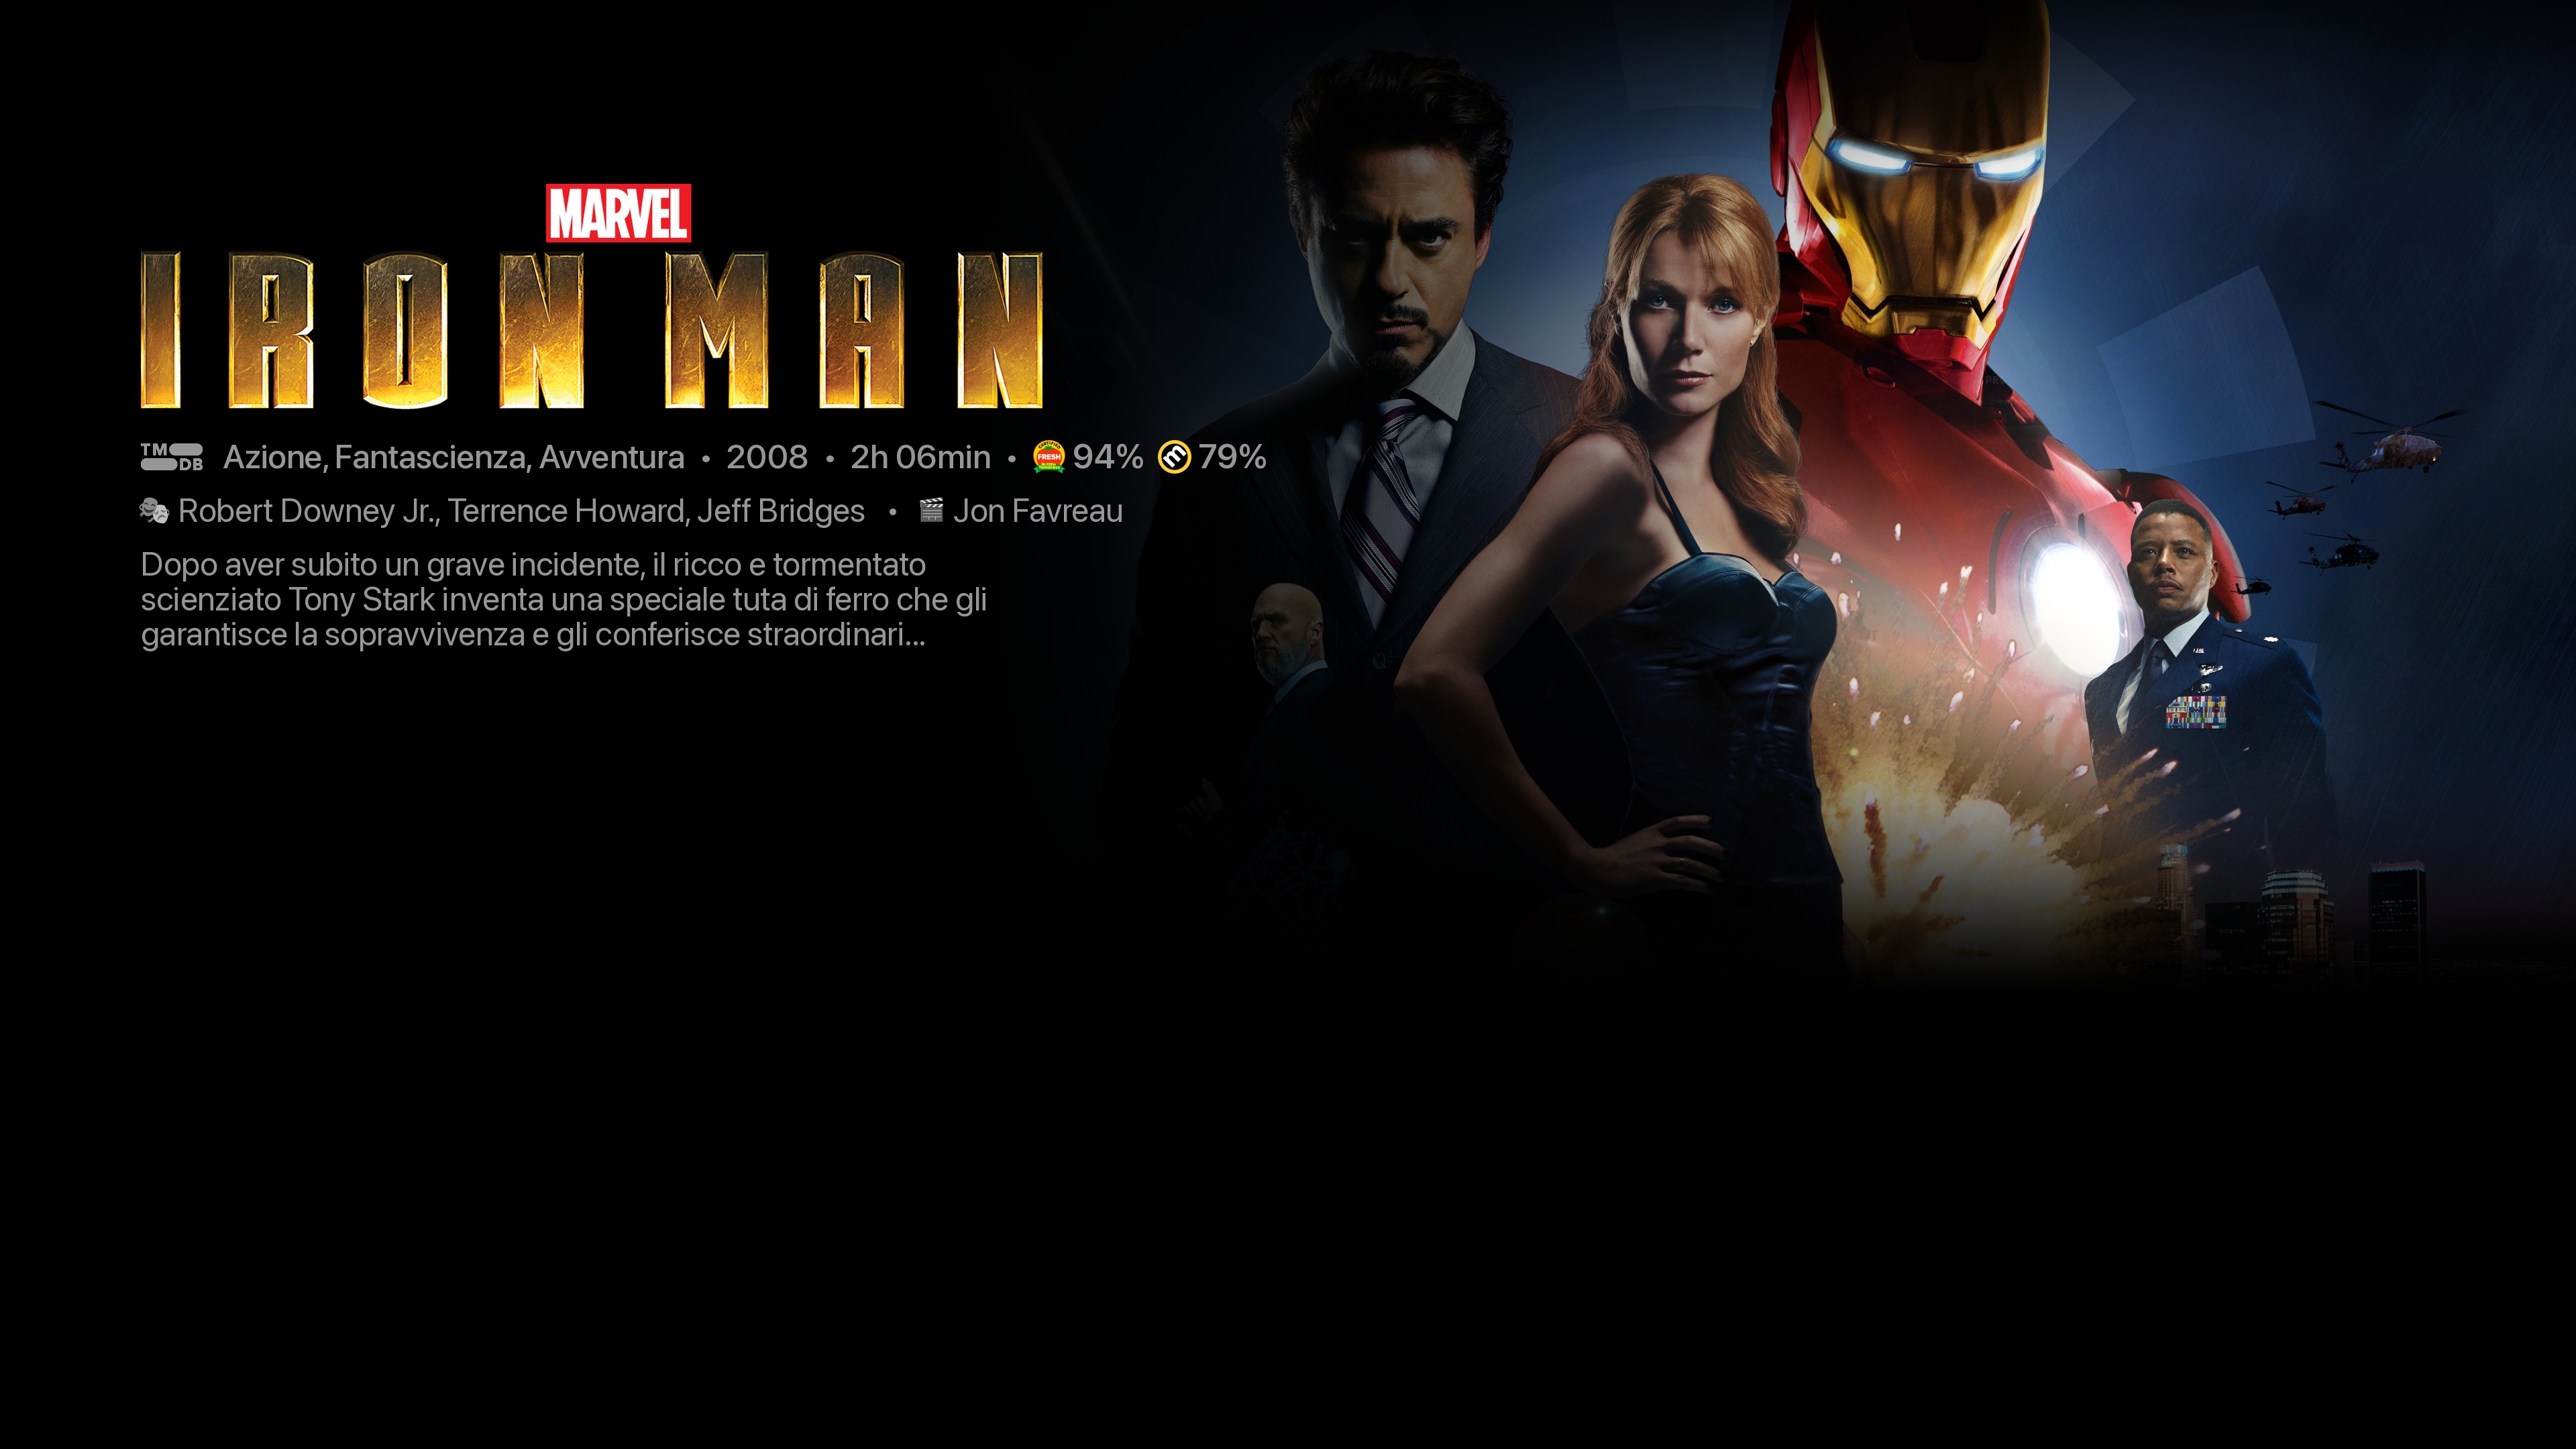 MARVEL
IRON MAN
TMDB Azione, Fantascienza, Avventura • 2008 • 2h 06min • CERTIFIED FRESH 94% m 79%
Robert Downey Jr., Terrence Howard, Jeff Bridges • Jon Favreau
Dopo aver subito un grave incidente, il ricco e tormentato
scienziato Tony Stark inventa una speciale tuta di ferro che gli
garantisce la sopravvivenza e gli conferisce straordinari...
U.S.